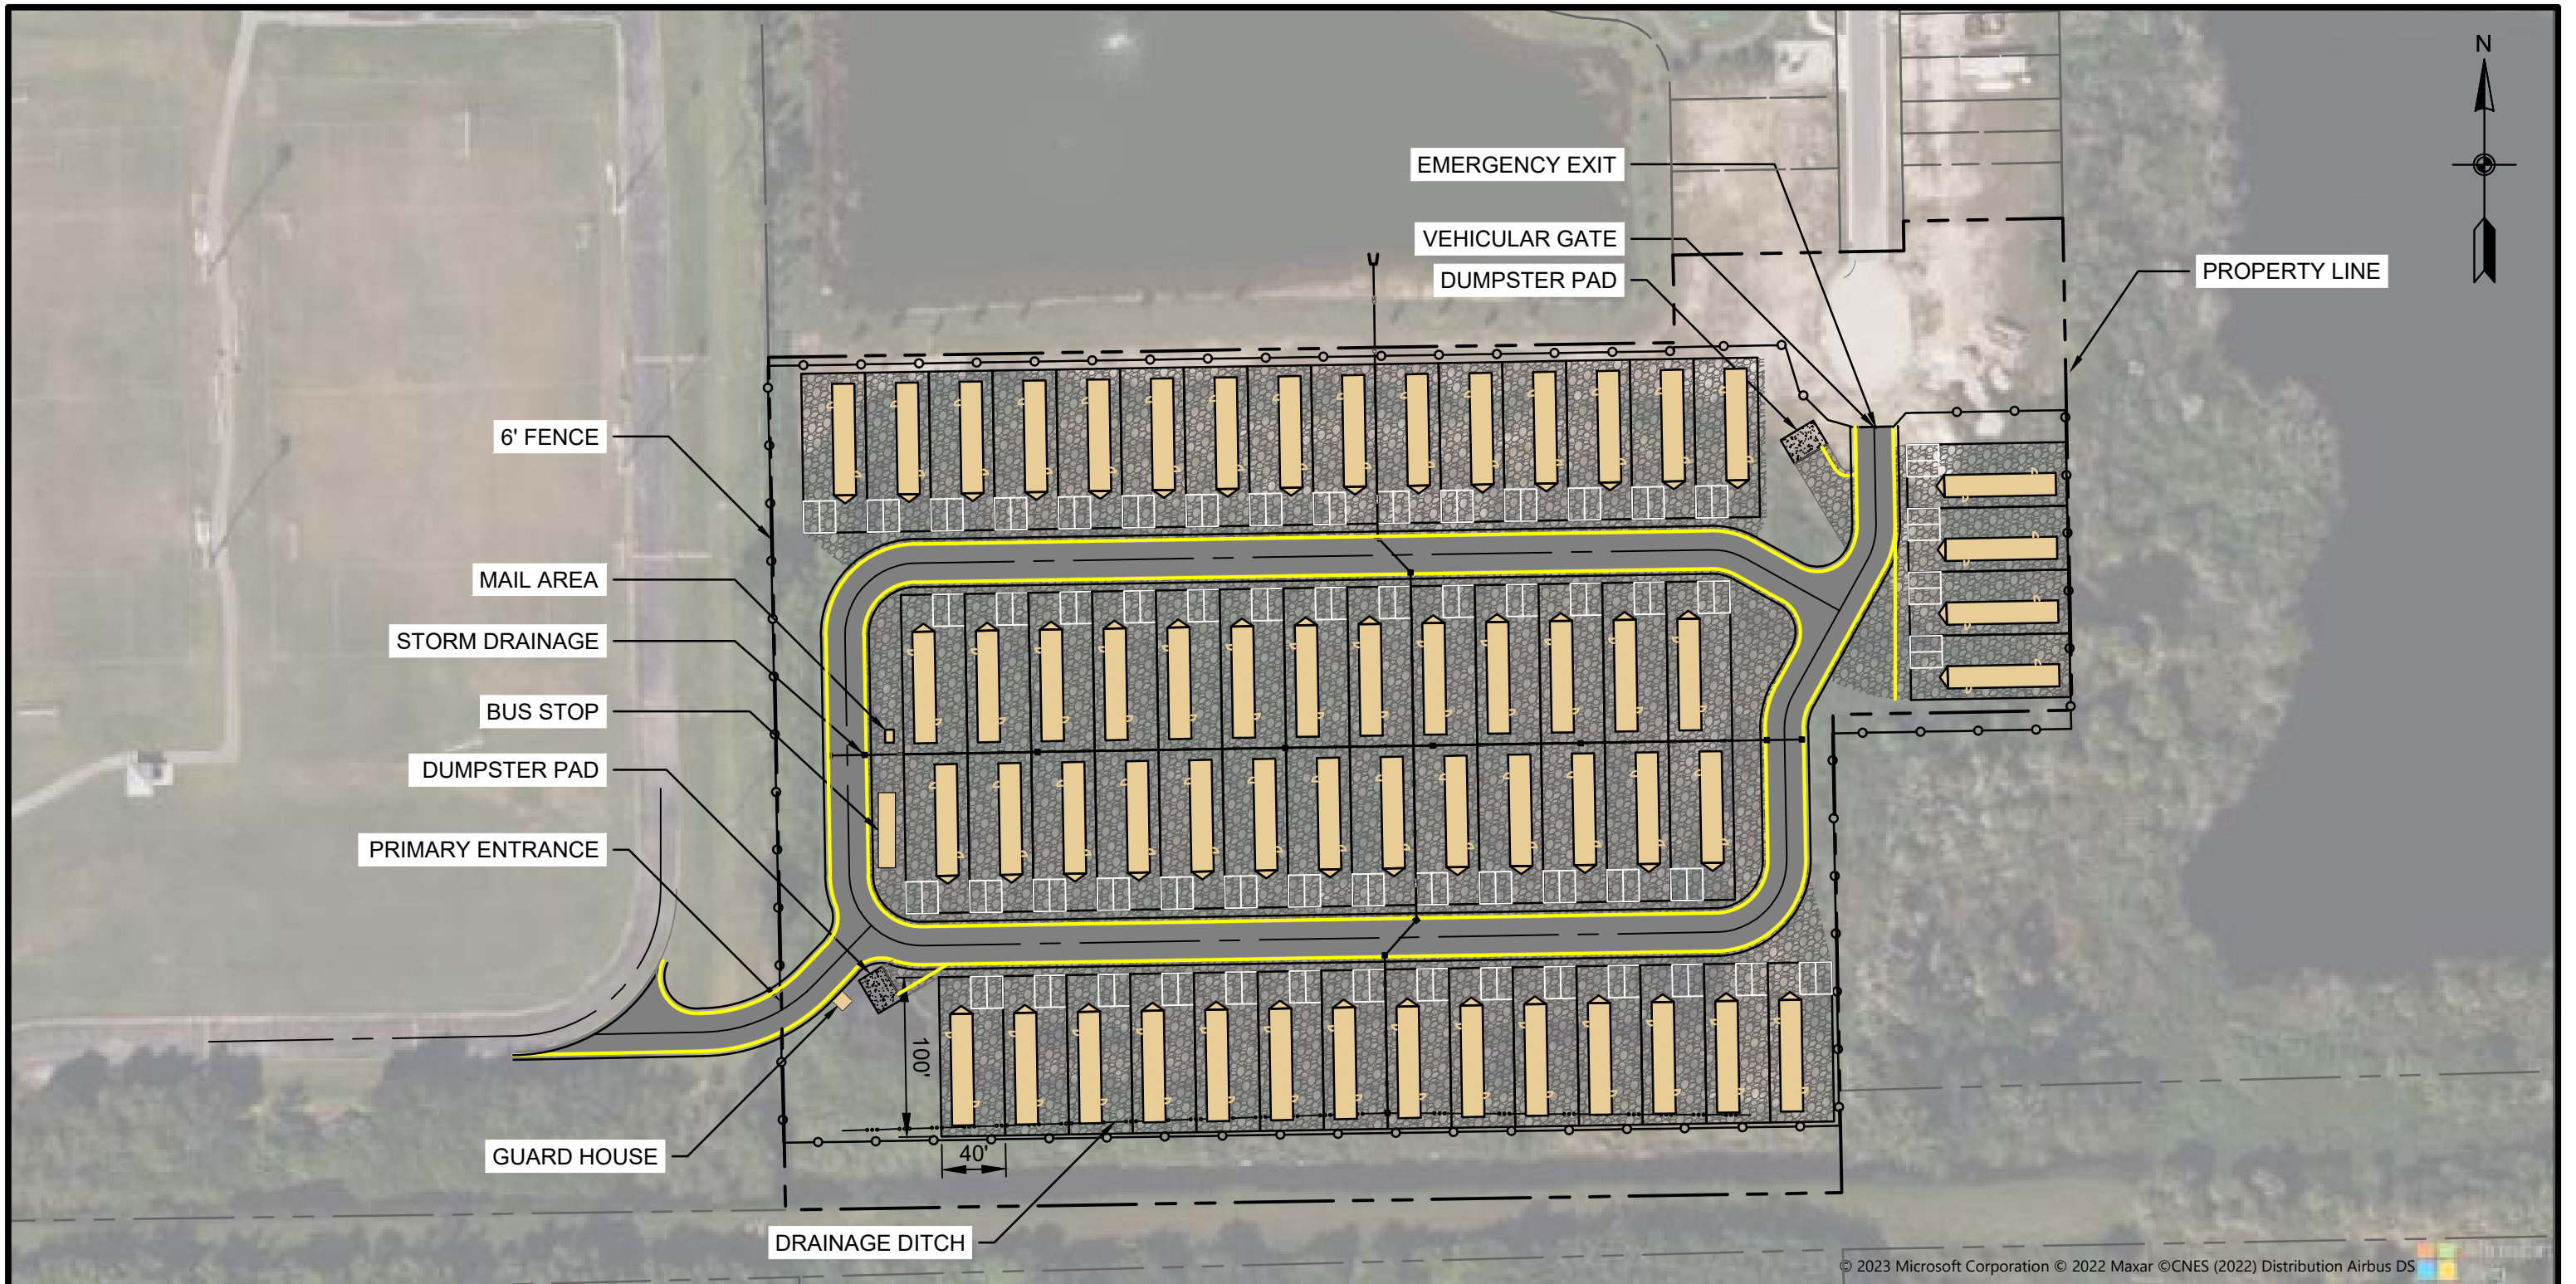 N
EMERGENCY EXIT
VEHICULAR GATE
DUMPSTER PAD
PROPERTY LINE
6' FENCE
MAIL AREA
STORM DRAINAGE
BUS STOP
DUMPSTER PAD
PRIMARY ENTRANCE
100'
40'
GUARD HOUSE
DRAINAGE DITCH
© 2023 Microsoft Corporation © 2022 Maxar ©CNES (2022) Distribution Airbus DS